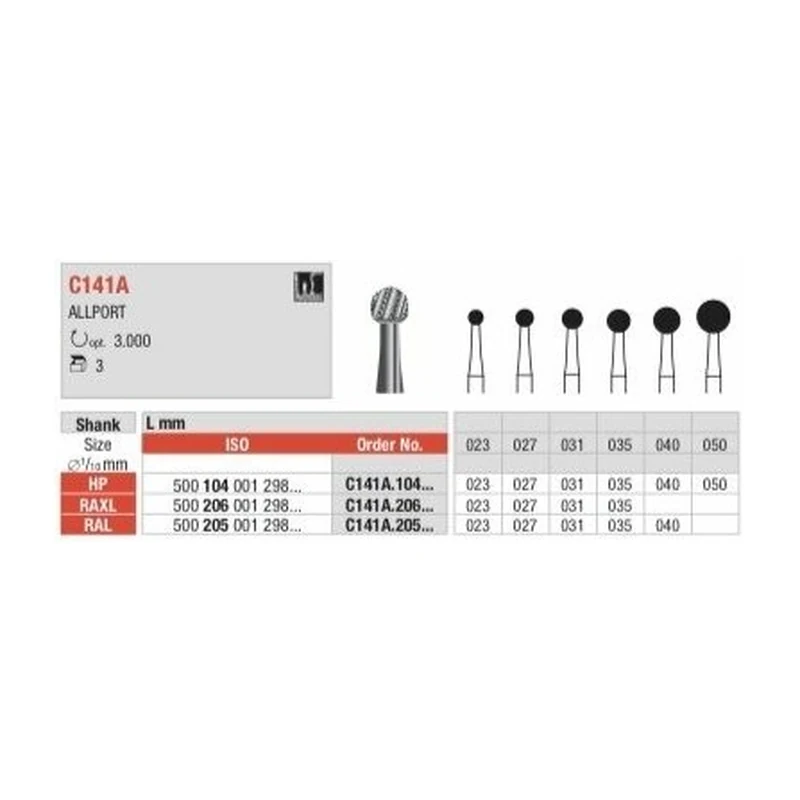 C141A
ALLPORT
opt. 3.000
3
Shank L mm
Size ISO Order No. 023 027 031 035 040 050
∅ 1/10 mm
HP 500 104 001 298... C141A.104... 023 027 031 035 040 050
RAXL 500 206 001 298... C141A.206... 023 027 031 035
RAL 500 205 001 298... C141A.205... 023 027 031 035 040